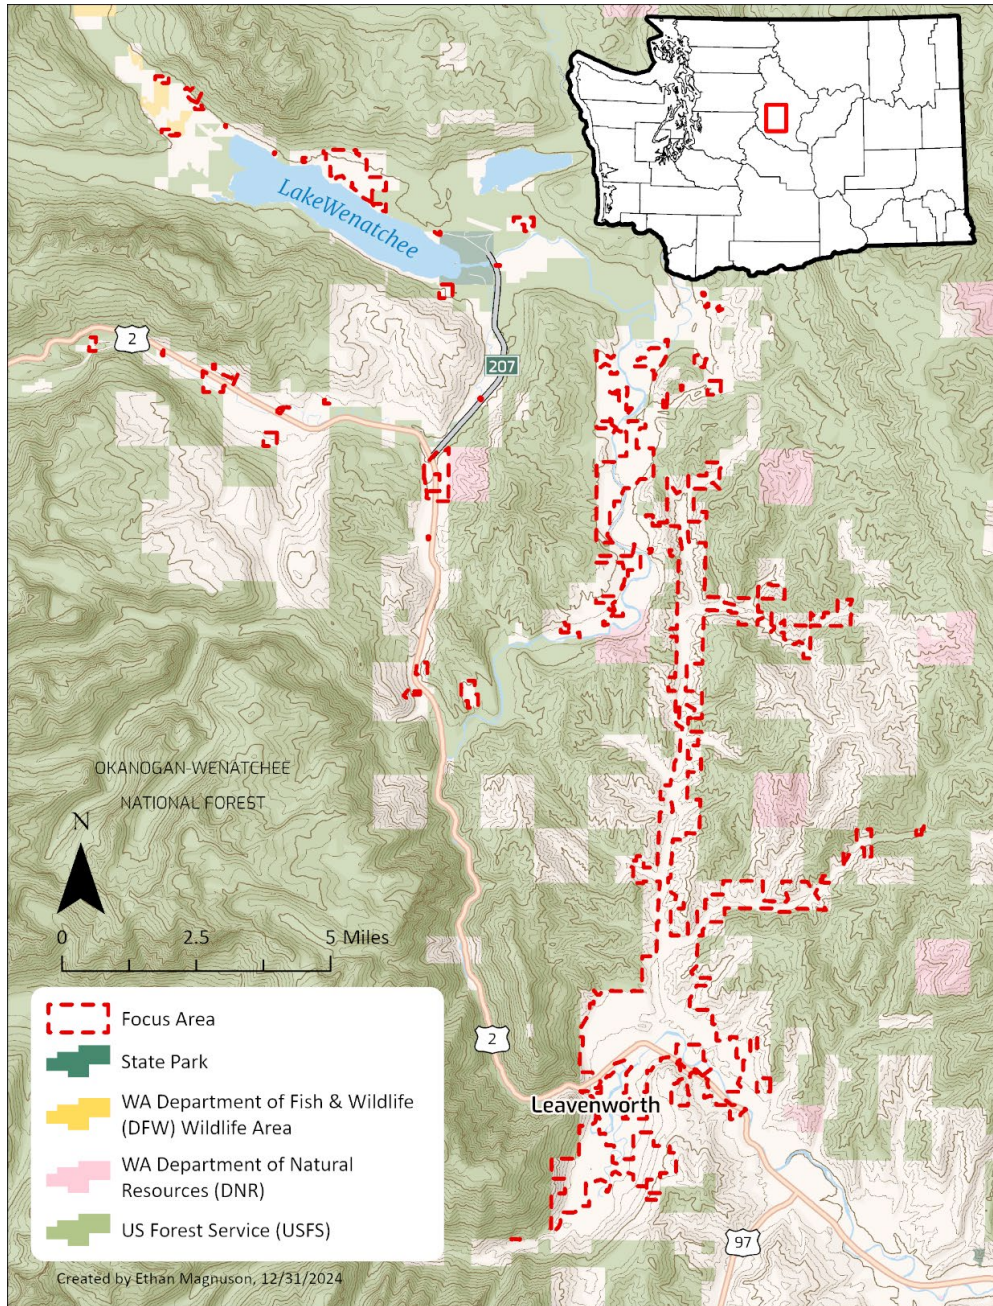 LakeWenatchee
2
207
OKANOGAN-WENATCHEE
NATIONAL FOREST
N
0 2.5 5 Miles
Focus Area
State Park
WA Department of Fish & Wildlife
(DFW) Wildlife Area
WA Department of Natural
Resources (DNR)
US Forest Service (USFS)
2
Leavenworth
97
Created by Ethan Magnuson, 12/31/2024